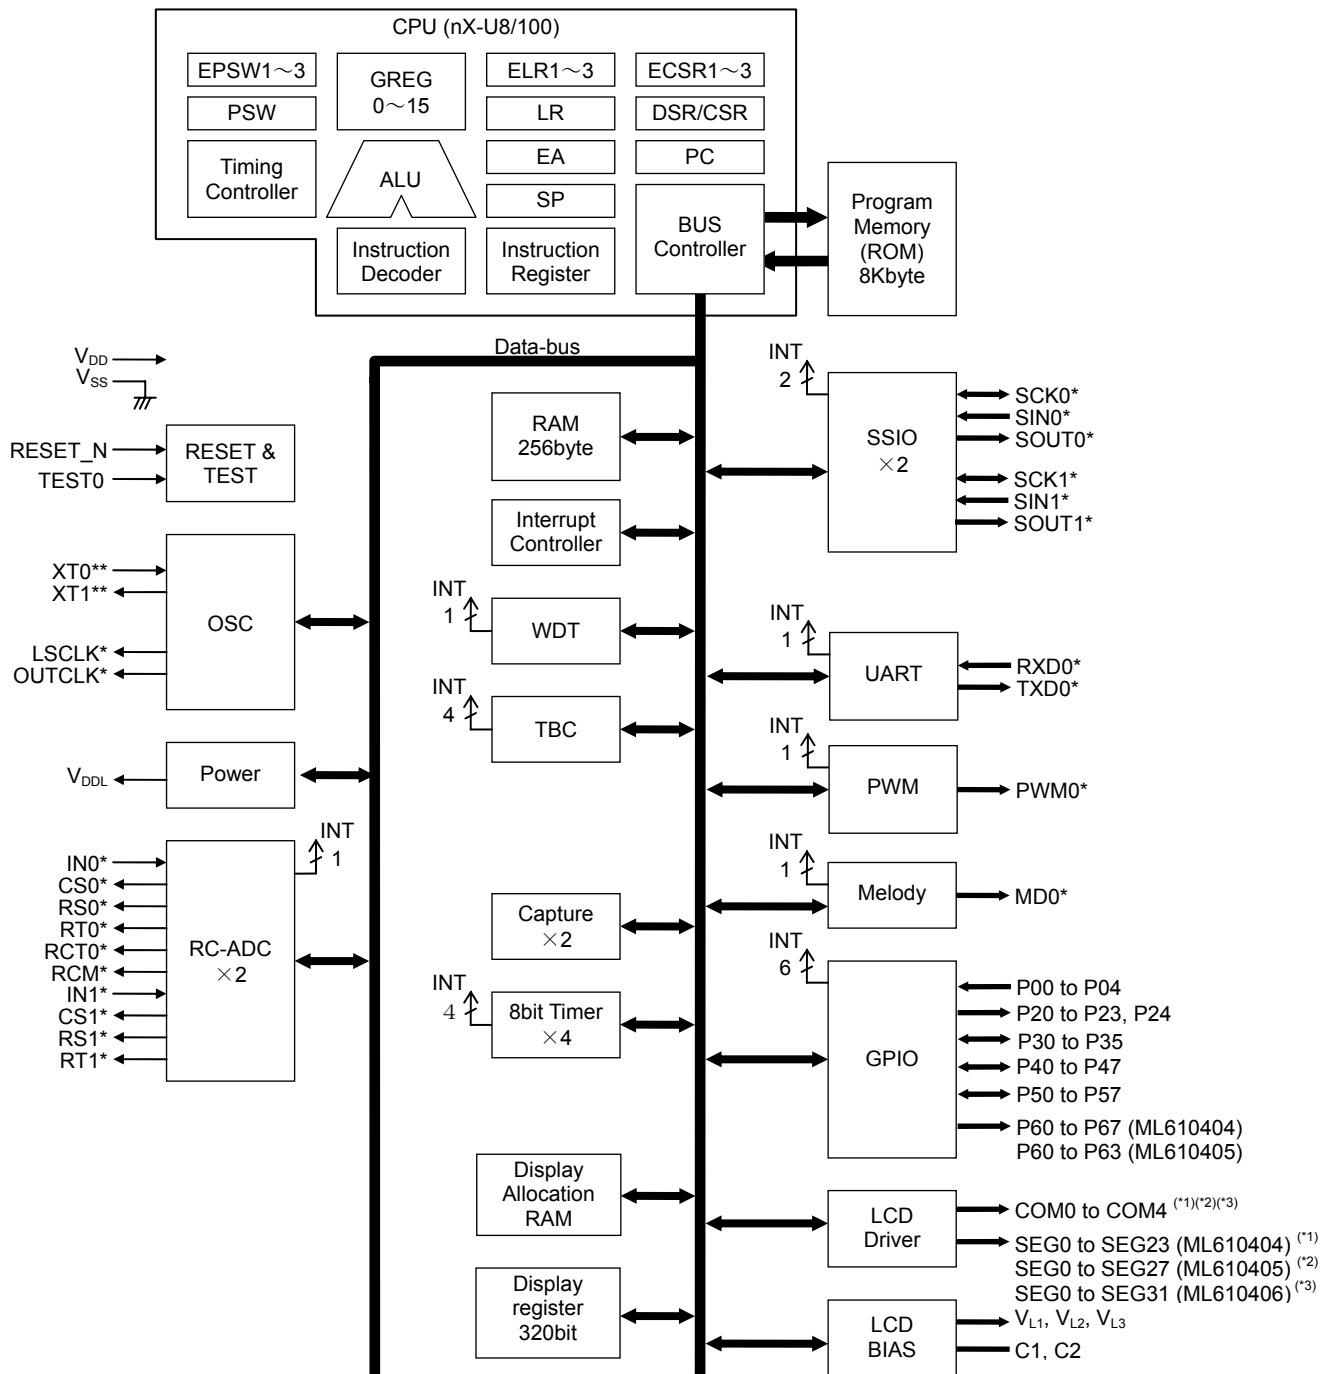 CPU (nX-U8/100)
EPSW1～3
GREG
0～15
ELR1～3
ECSR1～3
PSW
LR
DSR/CSR
Timing
Controller
ALU
EA
PC
SP
BUS
Controller
Instruction
Decoder
Instruction
Register
Program
Memory
(ROM)
8Kbyte
Data-bus
VDD
VSS
RESET_N
TEST0
RESET &
TEST
XT0**
XT1**
LSCLK*
OUTCLK*
OSC
VDDL
Power
INT
1
IN0*
CS0*
RS0*
RT0*
RCT0*
RCM*
IN1*
CS1*
RS1*
RT1*
RC-ADC
×2
RAM
256byte
Interrupt
Controller
INT
1
WDT
INT
4
TBC
Capture
×2
INT
4
8bit Timer
×4
Display
Allocation
RAM
Display
register
320bit
INT
2
SSIO
×2
SCK0*
SIN0*
SOUT0*
SCK1*
SIN1*
SOUT1*
INT
1
UART
RXD0*
TXD0*
INT
1
PWM
PWM0*
INT
1
Melody
MD0*
INT
6
GPIO
P00 to P04
P20 to P23, P24
P30 to P35
P40 to P47
P50 to P57
P60 to P67 (ML610404)
P60 to P63 (ML610405)
LCD
Driver
COM0 to COM4 (*1)(*2)(*3)
SEG0 to SEG23 (ML610404) (*1)
SEG0 to SEG27 (ML610405) (*2)
SEG0 to SEG31 (ML610406) (*3)
LCD
BIAS
VL1, VL2, VL3
C1, C2